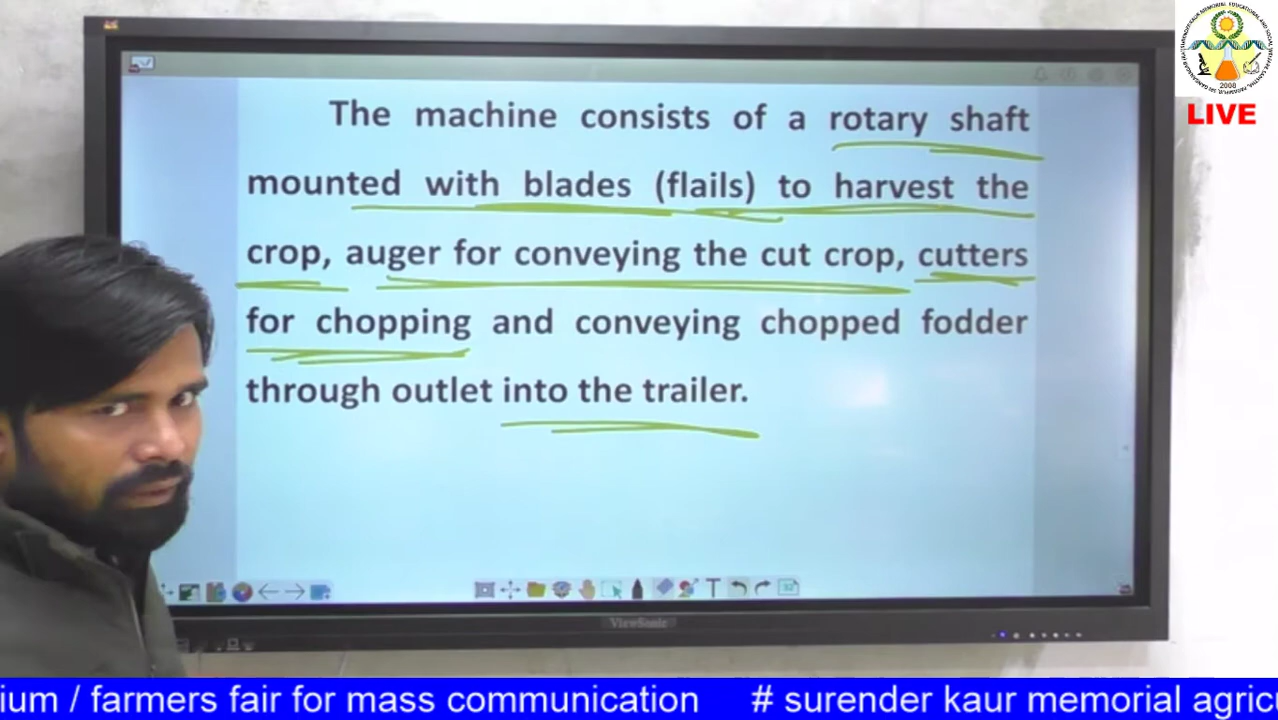 The machine consists of a rotary shaft
mounted with blades (flails) to harvest the
crop, auger for conveying the cut crop, cutters
for chopping and conveying chopped fodder
through outlet into the trailer.
LIVE
2008
ViewSonic
ium / farmers fair for mass communication # surender kaur memorial agric